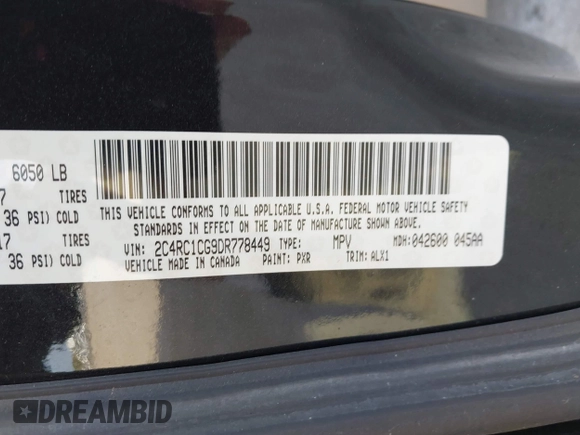 6050 LB
7 TIRES
36 PSI) COLD
17 TIRES
36 PSI) COLD
THIS VEHICLE CONFORMS TO ALL APPLICABLE U.S.A. FEDERAL MOTOR VEHICLE SAFETY
STANDARDS IN EFFECT ON THE DATE OF MANUFACTURE SHOWN ABOVE.
VIN: 2C4RC1CG9DR778449 TYPE: MPV MDH: 042600 045AA
VEHICLE MADE IN CANADA PAINT: PXR TRIM: ALX1
DREAMBID